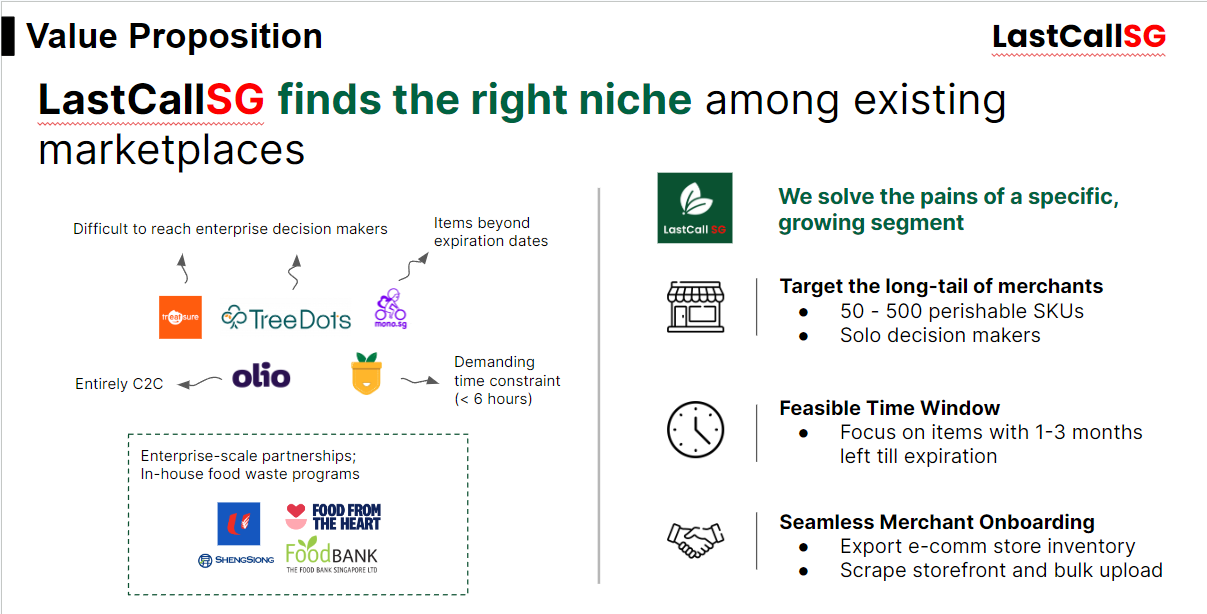 Value Proposition
LastCallSG
LastCallSG finds the right niche among existing
marketplaces
Difficult to reach enterprise decision makers
Items beyond
expiration dates
treatsure
TreeDots
mono.sg
Entirely C2C
olio
Demanding
time constraint
(< 6 hours)
Enterprise-scale partnerships;
In-house food waste programs
FOOD FROM
THE HEART
SHENGSIONG
FoodBANK
THE FOOD BANK SINGAPORE LTD
LastCall SG
We solve the pains of a specific,
growing segment
Target the long-tail of merchants
● 50 - 500 perishable SKUs
● Solo decision makers
Feasible Time Window
● Focus on items with 1-3 months
left till expiration
Seamless Merchant Onboarding
● Export e-comm store inventory
● Scrape storefront and bulk upload